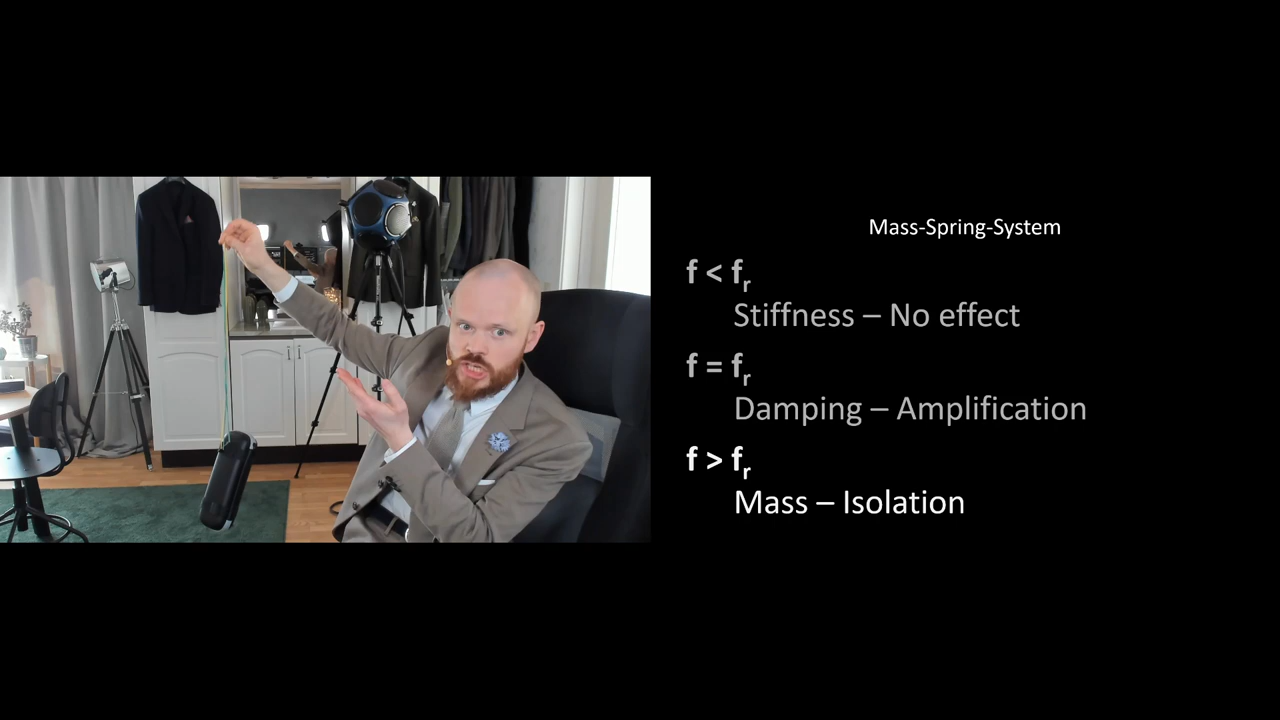 Mass-Spring-System
f < fr
Stiffness – No effect
f = fr
Damping – Amplification
f > fr
Mass – Isolation